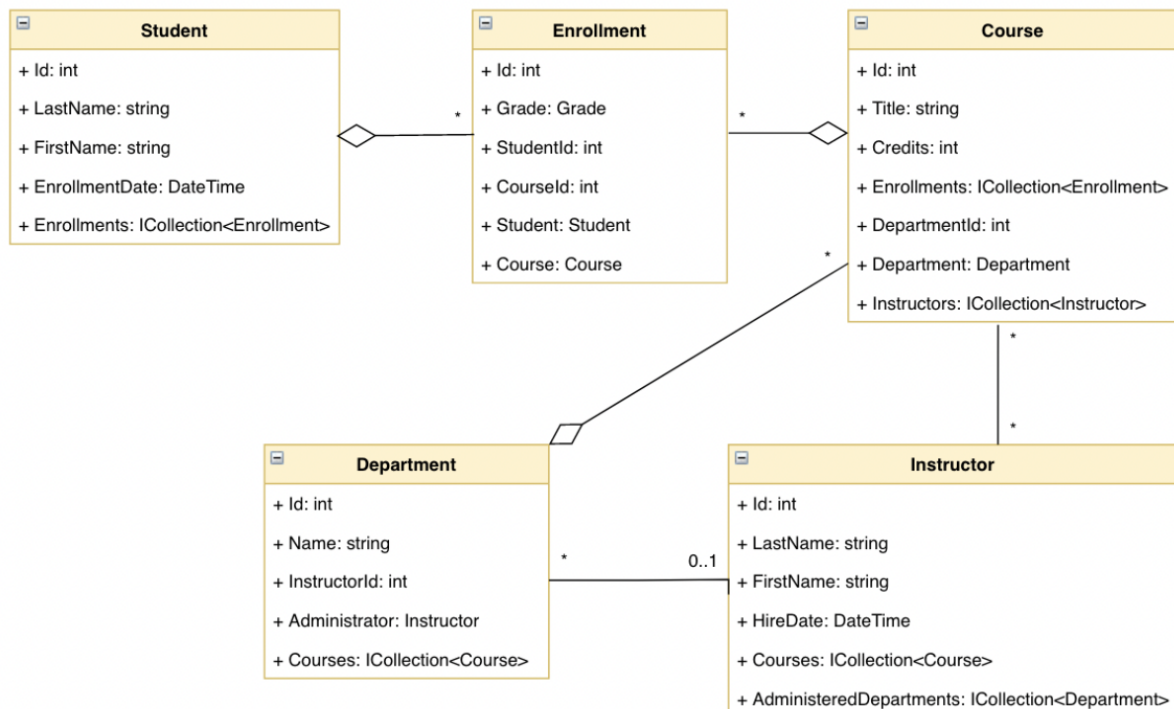 Student
+ Id: int
+ LastName: string
+ FirstName: string
+ EnrollmentDate: DateTime
+ Enrollments: ICollection<Enrollment>
*
Enrollment
+ Id: int
+ Grade: Grade
+ StudentId: int
+ CourseId: int
+ Student: Student
+ Course: Course
*
Course
+ Id: int
+ Title: string
+ Credits: int
+ Enrollments: ICollection<Enrollment>
+ DepartmentId: int
+ Department: Department
+ Instructors: ICollection<Instructor>
*
*
*
Department
+ Id: int
+ Name: string
+ InstructorId: int
+ Administrator: Instructor
+ Courses: ICollection<Course>
*
0..1
Instructor
+ Id: int
+ LastName: string
+ FirstName: string
+ HireDate: DateTime
+ Courses: ICollection<Course>
+ AdministeredDepartments: ICollection<Department>